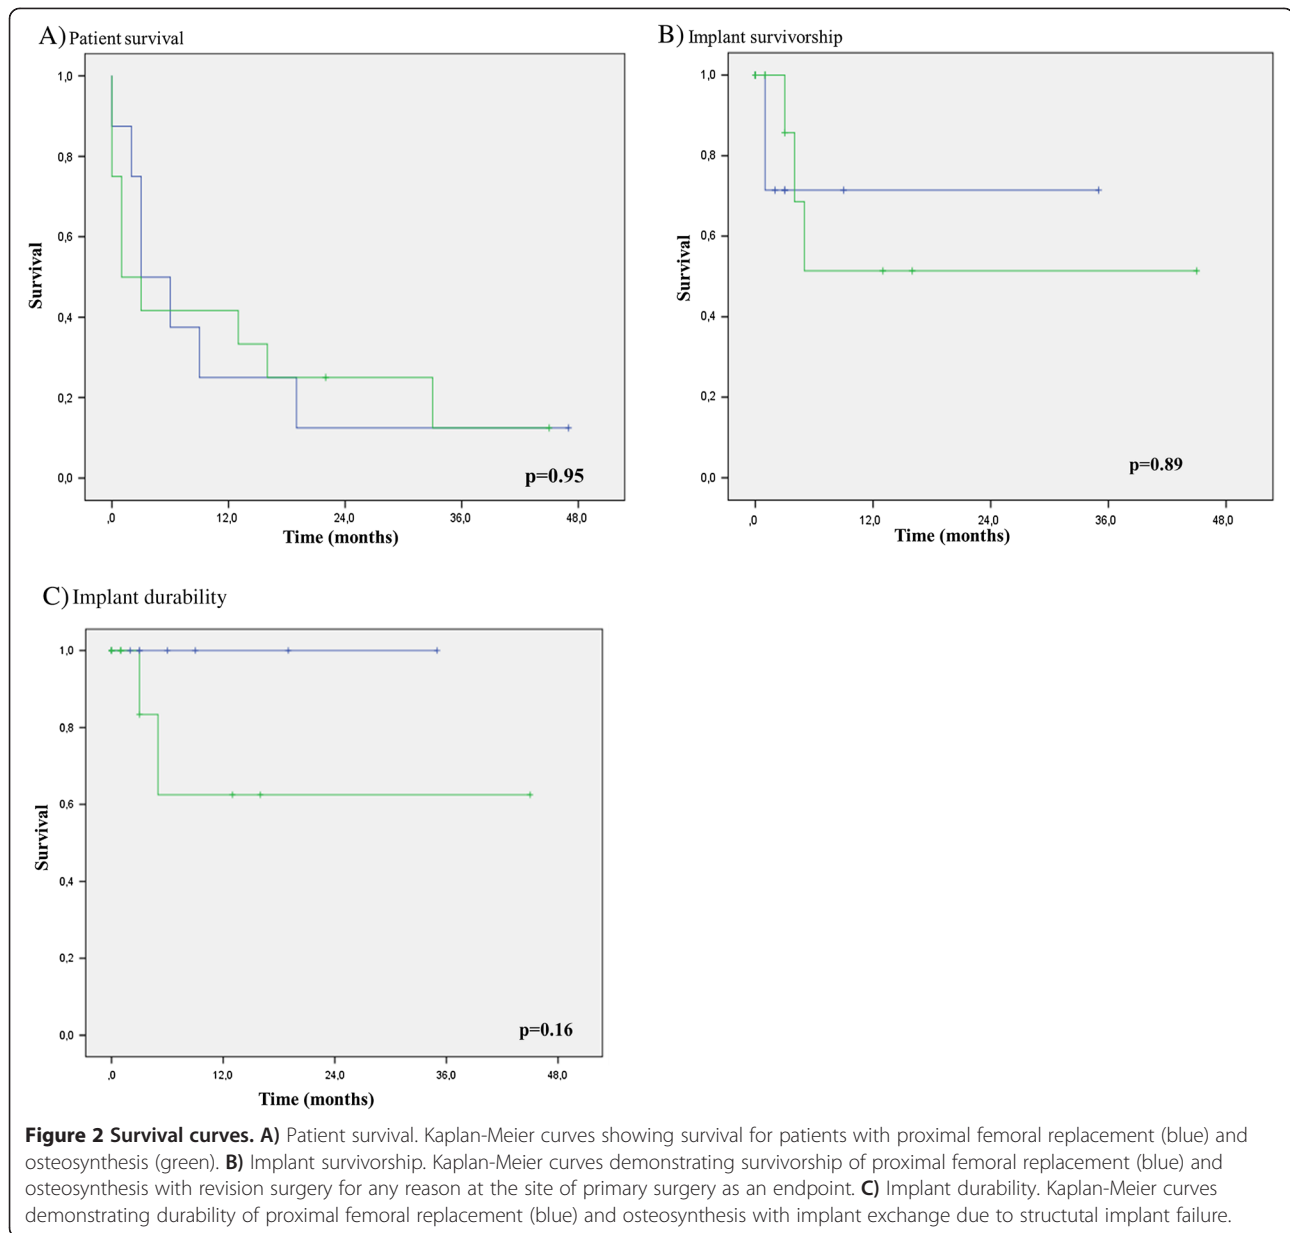 A) Patient survival
1,0
0,8
0,6
0,4
0,2
0,0
Survival
p=0.95
,0 12,0 24,0 36,0 48,0
Time (months)
B) Implant survivorship
1,0
0,8
0,6
0,4
0,2
0,0
Survival
p=0.89
,0 12,0 24,0 36,0 48,0
Time (months)
C) Implant durability
1,0
0,8
0,6
0,4
0,2
0,0
Survival
p=0.16
,0 12,0 24,0 36,0 48,0
Time (months)
Figure 2 Survival curves. A) Patient survival. Kaplan-Meier curves showing survival for patients with proximal femoral replacement (blue) and
osteosynthesis (green). B) Implant survivorship. Kaplan-Meier curves demonstrating survivorship of proximal femoral replacement (blue) and
osteosynthesis with revision surgery for any reason at the site of primary surgery as an endpoint. C) Implant durability. Kaplan-Meier curves
demonstrating durability of proximal femoral replacement (blue) and osteosynthesis with implant exchange due to structutal implant failure.